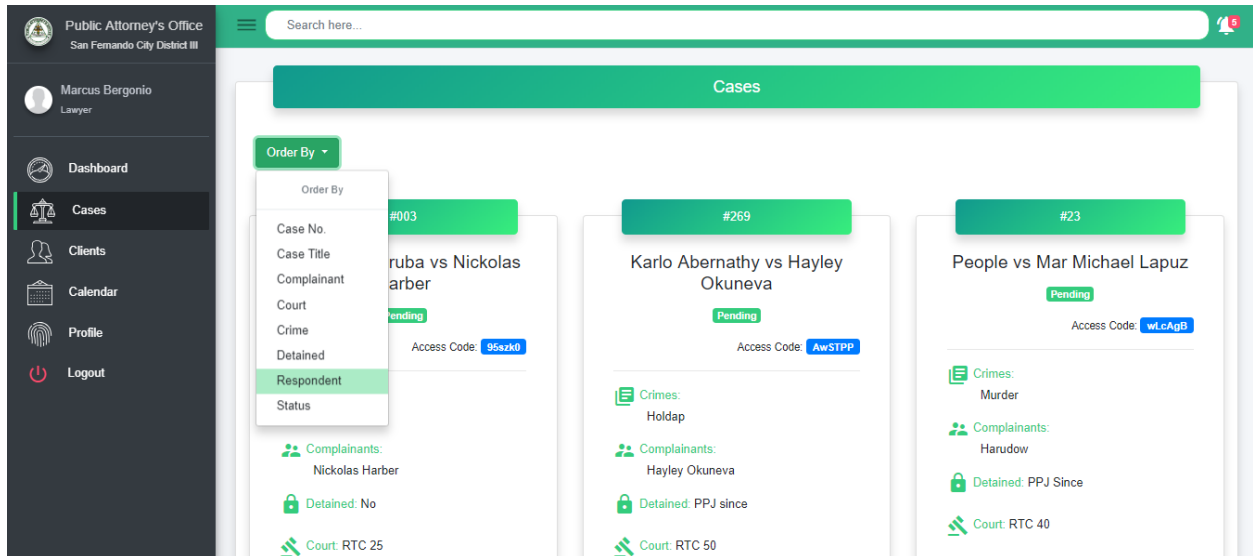 Public Attorney's Office
San Fernando City District III
Search here...
5
Marcus Bergonio
Lawyer
Dashboard
Cases
Clients
Calendar
Profile
Logout
Cases
Order By
Order By
Case No.
Case Title
Complainant
Court
Crime
Detained
Respondent
Status
#003
ruba vs Nickolas
arber
ending
Access Code: 95szk0
Complainants:
Nickolas Harber
Detained: No
Court: RTC 25
#269
Karlo Abernathy vs Hayley
Okuneva
Pending
Access Code: AwSTPP
Crimes:
Holdap
Complainants:
Hayley Okuneva
Detained: PPJ since
Court: RTC 50
#23
People vs Mar Michael Lapuz
Pending
Access Code: wLcAgB
Crimes:
Murder
Complainants:
Harudow
Detained: PPJ Since
Court: RTC 40